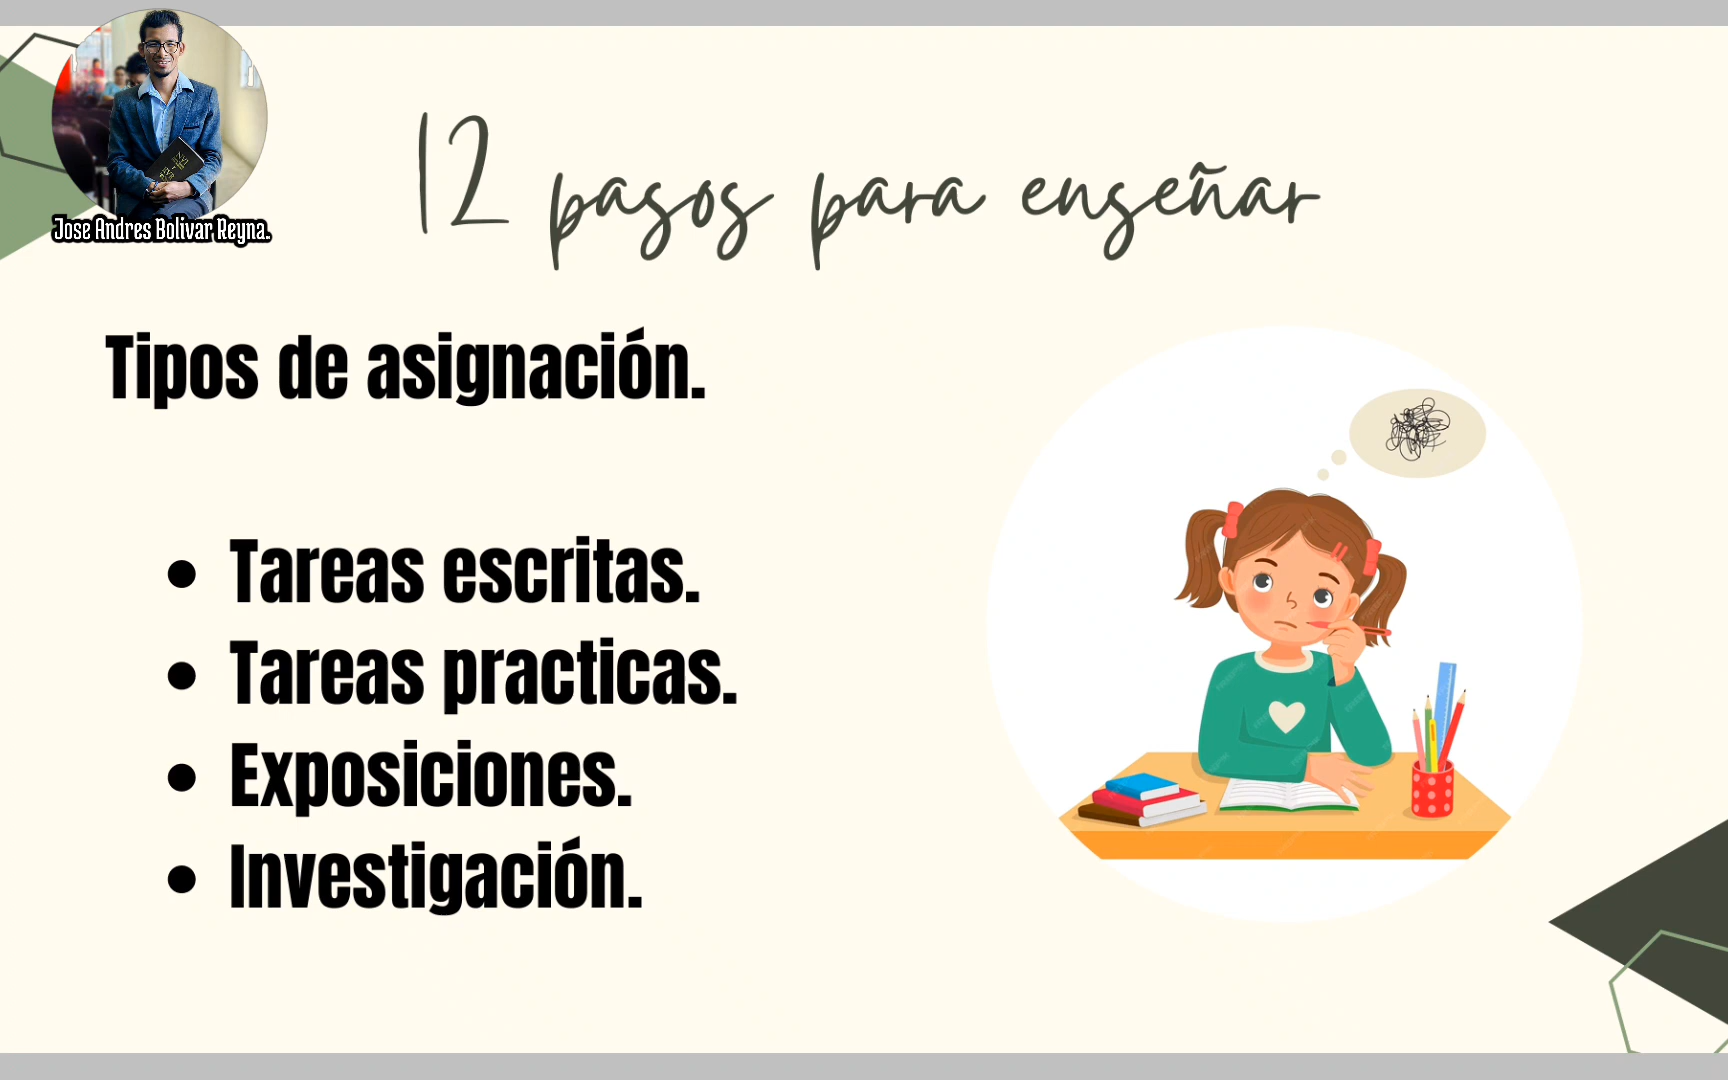 Jose Andres Bolivar Reyna.
12 pasos para enseñar
Tipos de asignación.
Tareas escritas.
Tareas practicas.
Exposiciones.
Investigación.